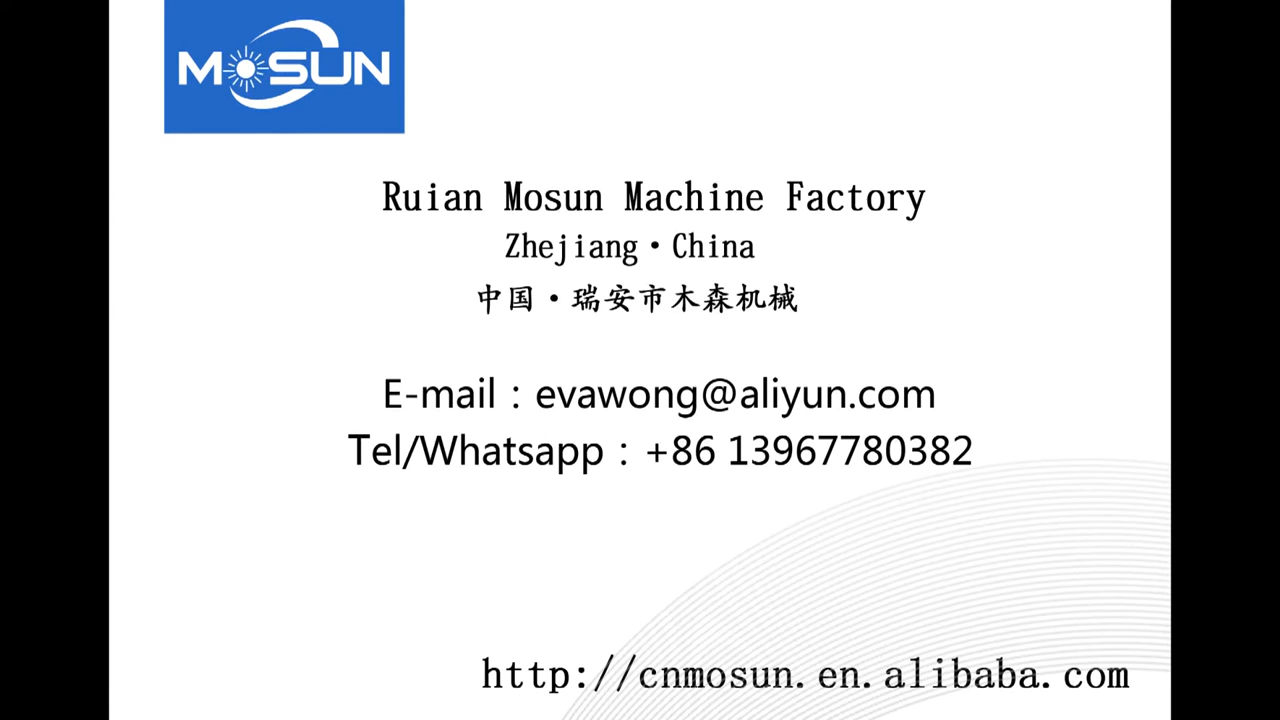 MOSUN
Ruian Mosun Machine Factory
Zhejiang·China
中国·瑞安市木森机械
E-mail：evawong@aliyun.com
Tel/Whatsapp：+86 13967780382
http://cnmosun.en.alibaba.com